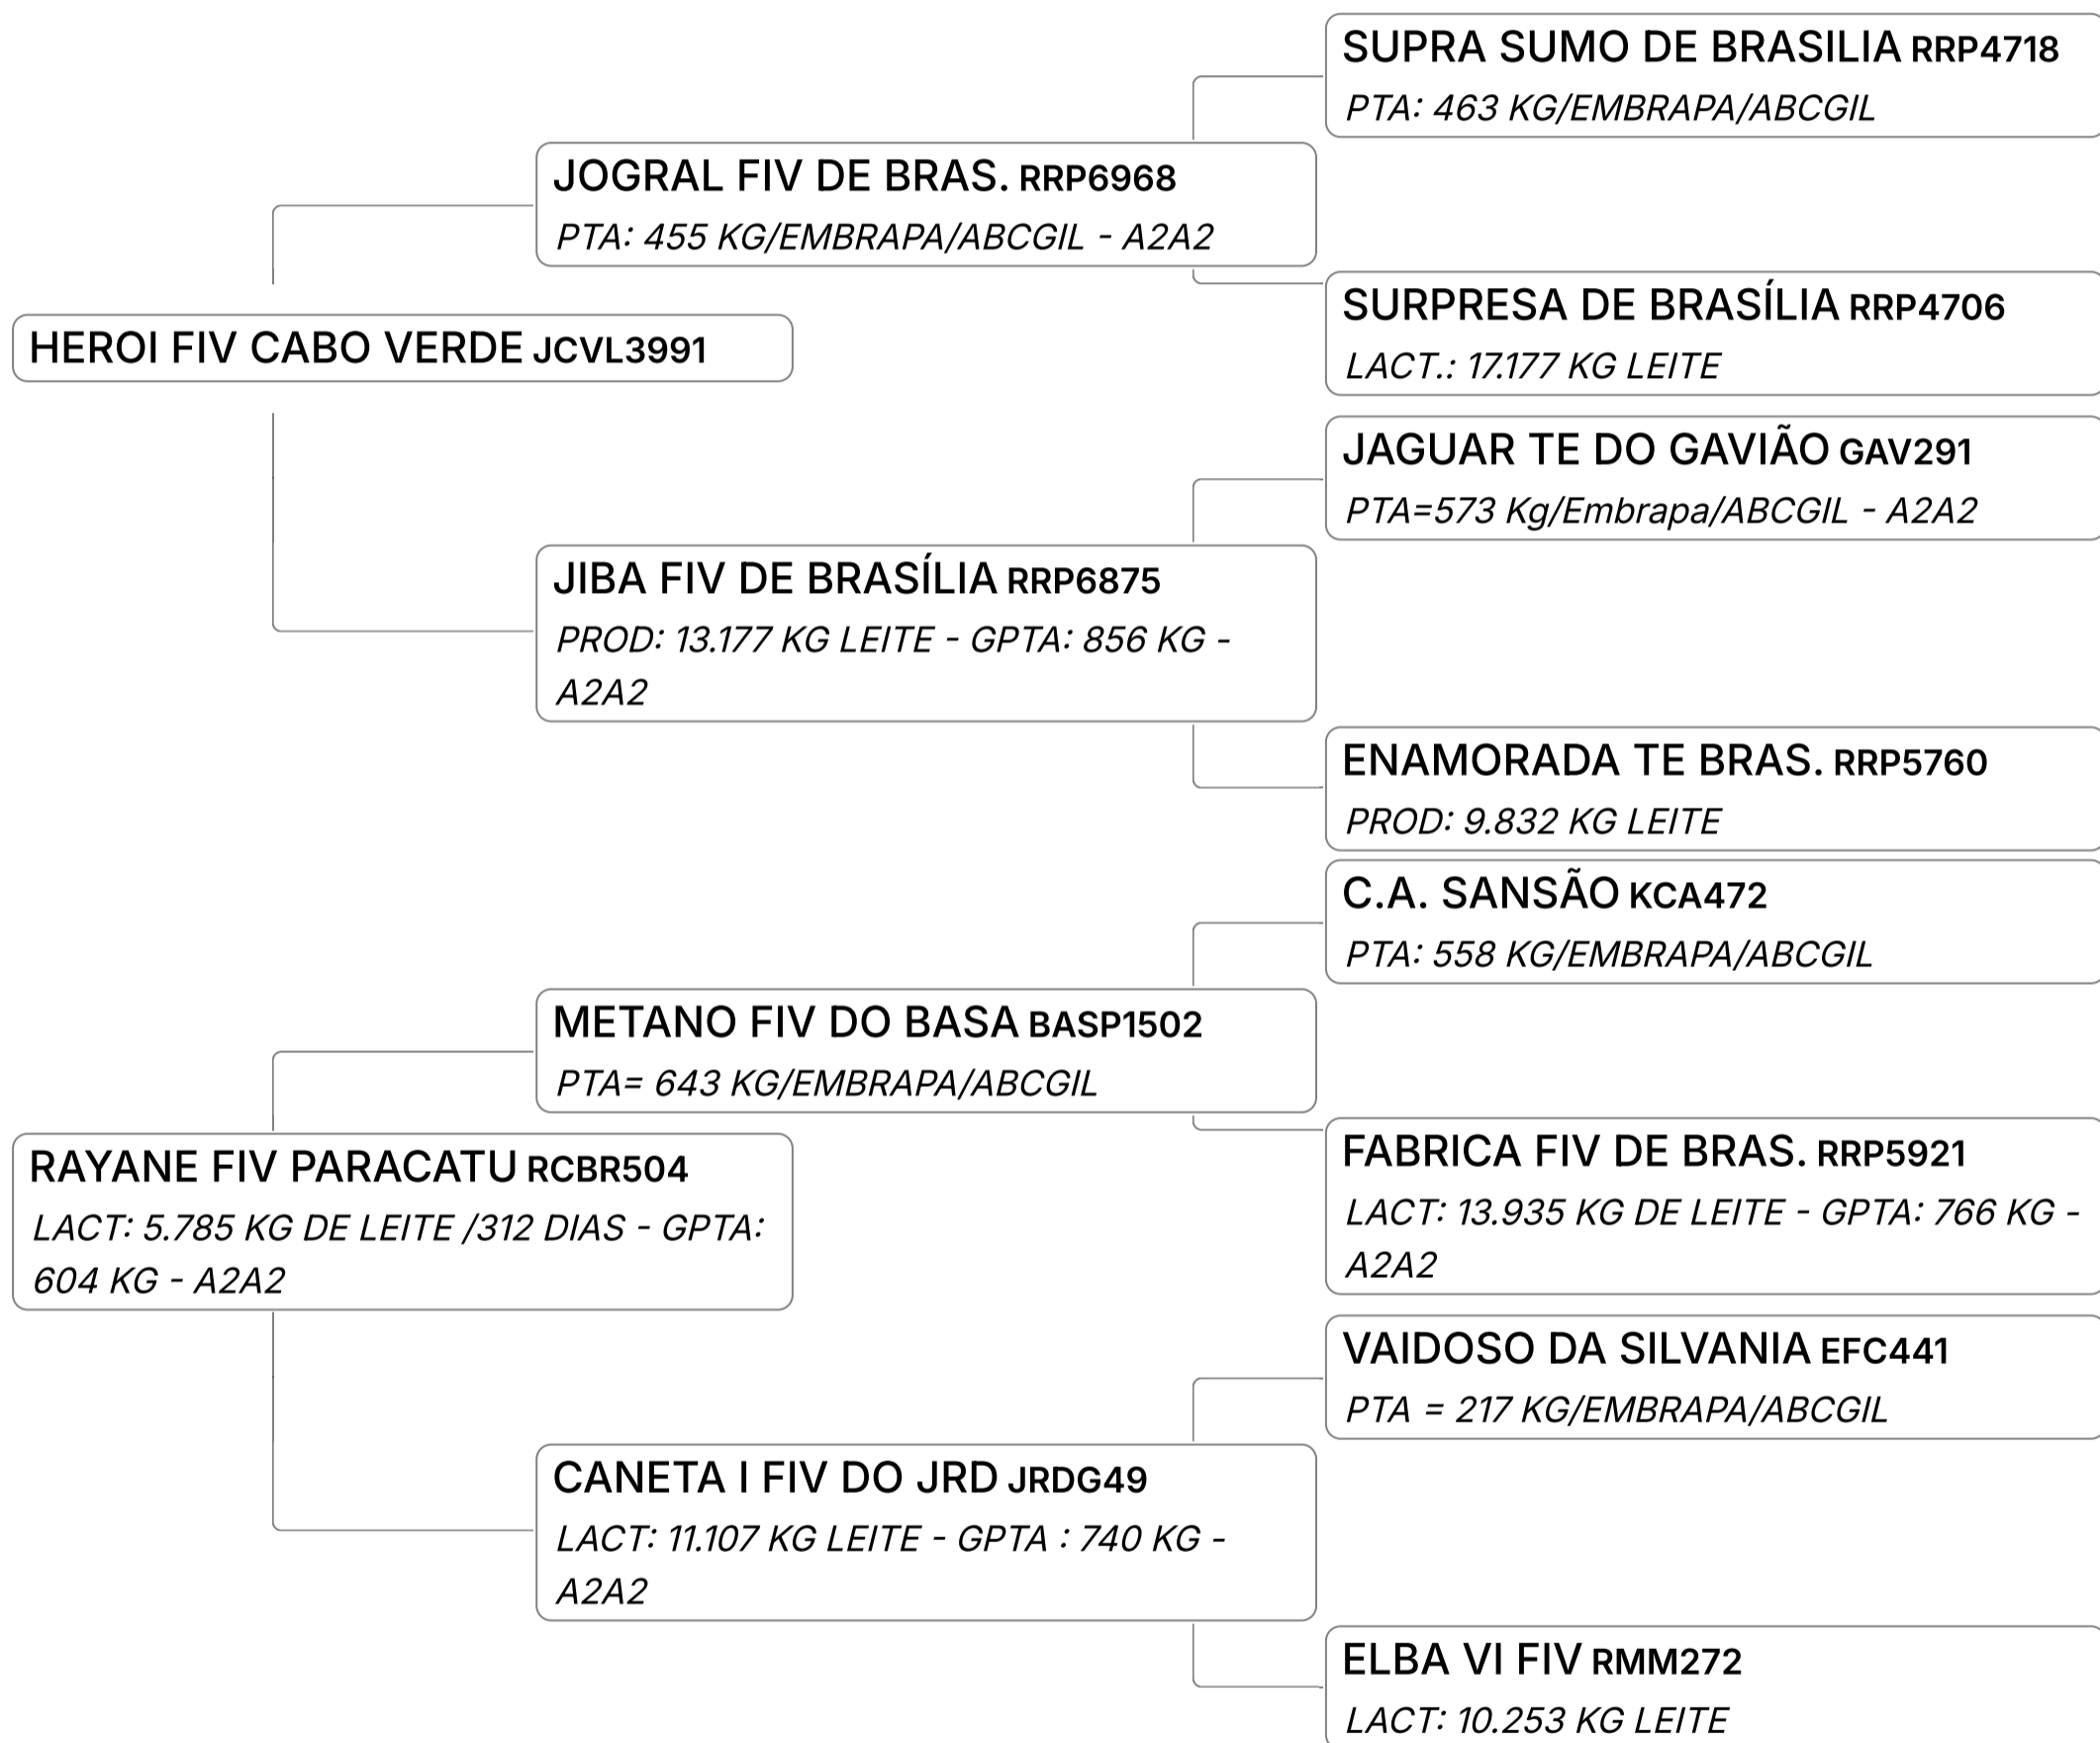 SUPRA SUMO DE BRASILIA RRP4718
PTA: 463 KG/EMBRAPA/ABCGIL
JOGRAL FIV DE BRAS. RRP6968
PTA: 455 KG/EMBRAPA/ABCGIL - A2A2
SURPRESA DE BRASÍLIA RRP4706
LACT.: 17.177 KG LEITE
HEROI FIV CABO VERDE JCVL3991
JAGUAR TE DO GAVIÃO GAV291
PTA=573 Kg/Embrapa/ABCGIL - A2A2
JIBA FIV DE BRASÍLIA RRP6875
PROD: 13.177 KG LEITE - GPTA: 856 KG -
A2A2
ENAMORADA TE BRAS. RRP5760
PROD: 9.832 KG LEITE
C.A. SANSÃO KCA472
PTA: 558 KG/EMBRAPA/ABCGIL
METANO FIV DO BASA BASP1502
PTA= 643 KG/EMBRAPA/ABCGIL
FABRICA FIV DE BRAS. RRP5921
LACT: 13.935 KG DE LEITE - GPTA: 766 KG -
A2A2
RAYANE FIV PARACATU RCBR504
LACT: 5.785 KG DE LEITE /312 DIAS - GPTA:
604 KG - A2A2
VAIDOSO DA SILVANIA EFC441
PTA = 217 KG/EMBRAPA/ABCGIL
CANETA I FIV DO JRD JRDG49
LACT: 11.107 KG LEITE - GPTA : 740 KG -
A2A2
ELBA VI FIV RMM272
LACT: 10.253 KG LEITE